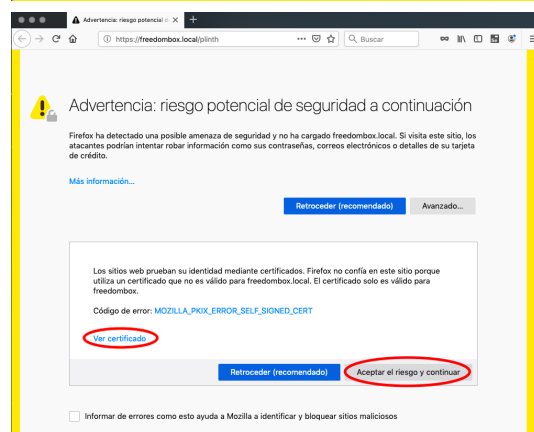 Advertencia: riesgo potencial d
https://freedombox.local/plinth
Buscar
Advertencia: riesgo potencial de seguridad a continuación
Firefox ha detectado una posible amenaza de seguridad y no ha cargado freedombox.local. Si visita este sitio, los
atacantes podrían intentar robar información como sus contraseñas, correos electrónicos o detalles de su tarjeta
de crédito.
Más información...
Retroceder (recomendado)
Avanzado...
Los sitios web prueban su identidad mediante certificados. Firefox no confía en este sitio porque
utiliza un certificado que no es válido para freedombox.local. El certificado solo es válido para
freedombox.
Código de error: MOZILLA_PKIX_ERROR_SELF_SIGNED_CERT
Ver certificado
Retroceder (recomendado)
Aceptar el riesgo y continuar
Informar de errores como esto ayuda a Mozilla a identificar y bloquear sitios maliciosos